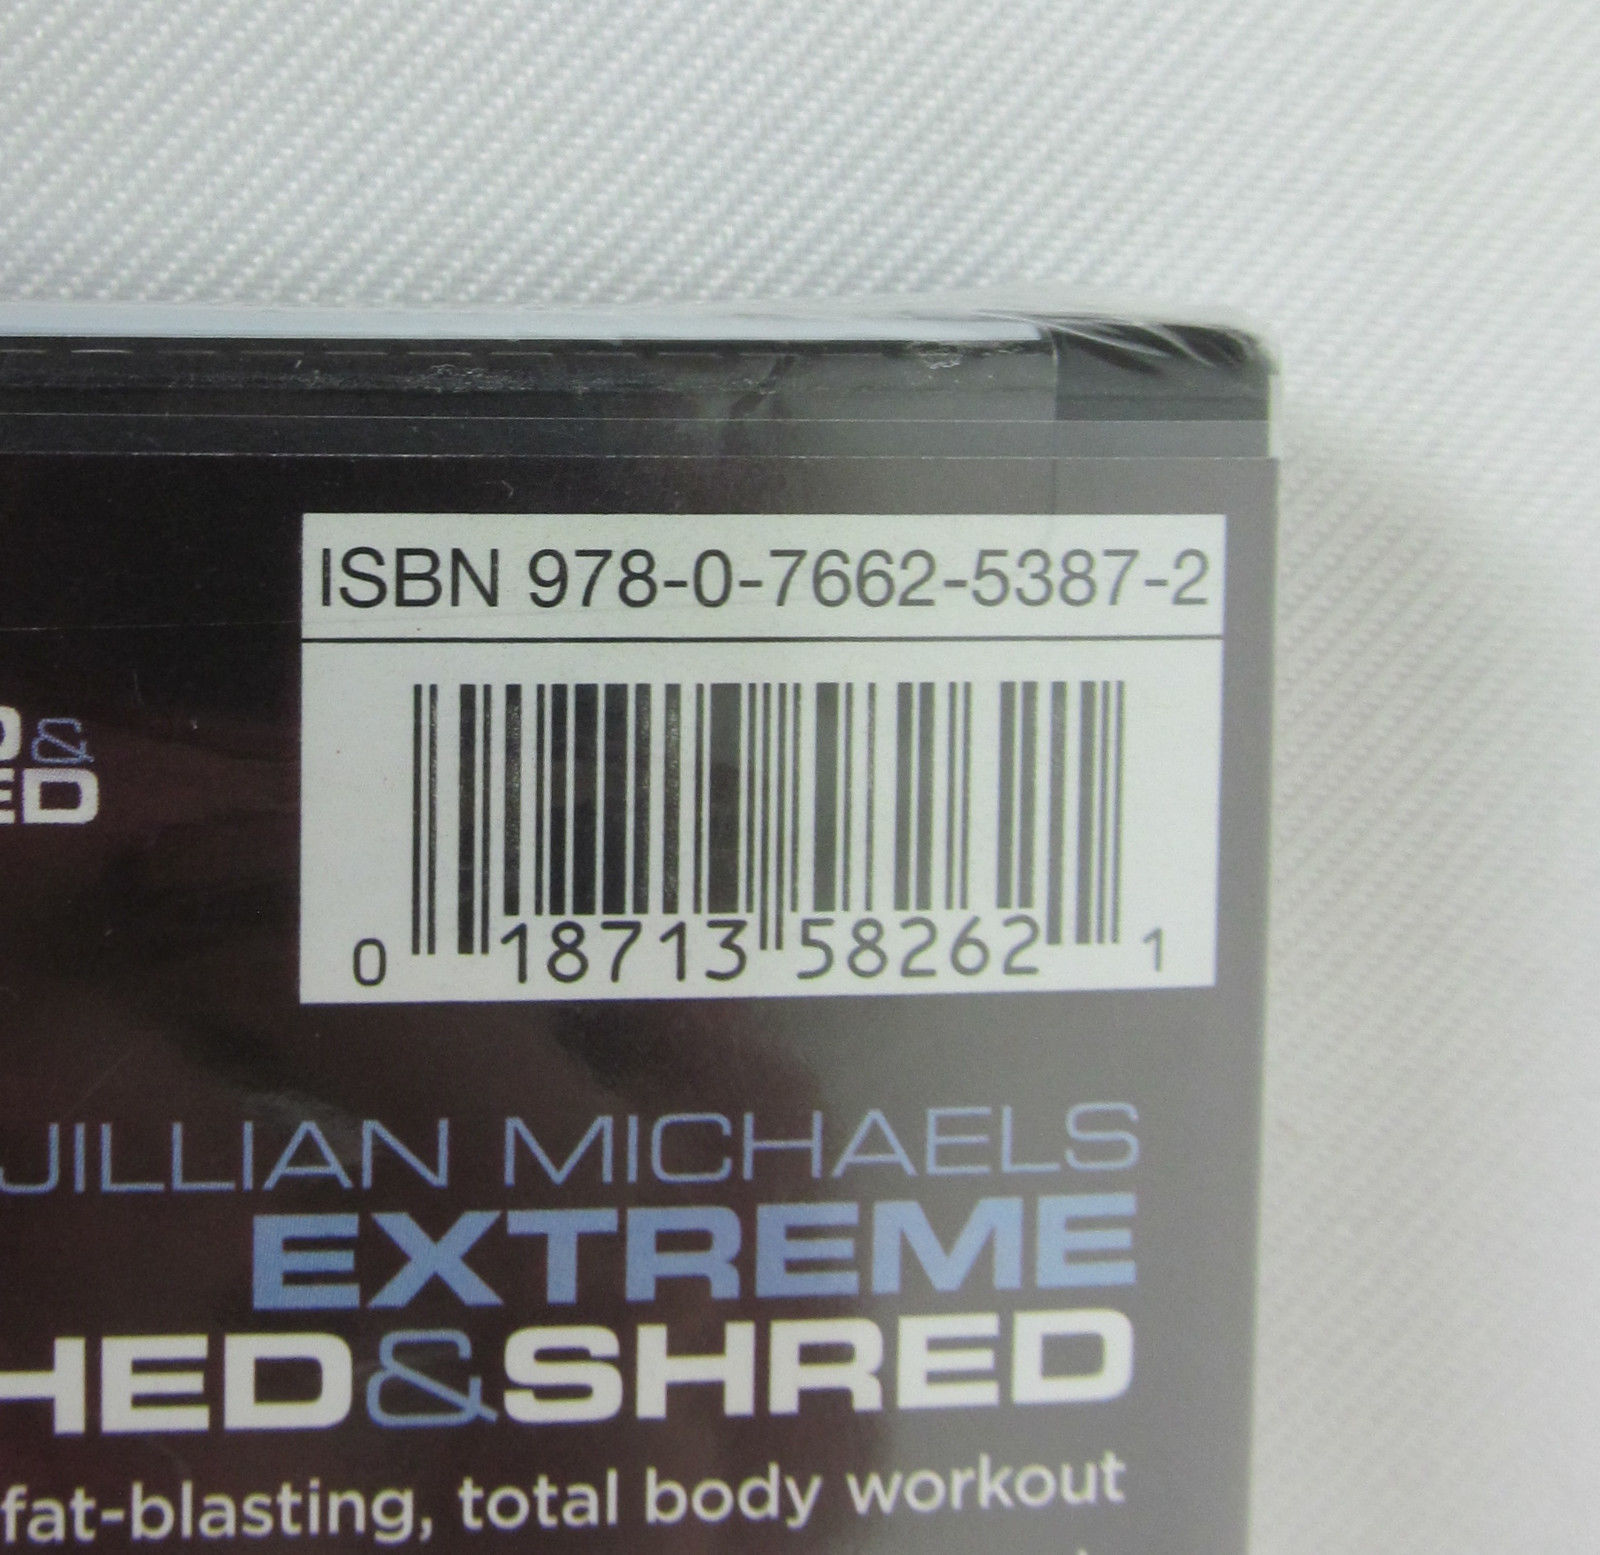 ISBN 978-0-7662-5387-2
0 18713 58262 1
&
ED
JILLIAN MICHAELS
EXTREME
HED&SHRED
fat-blasting, total body workout